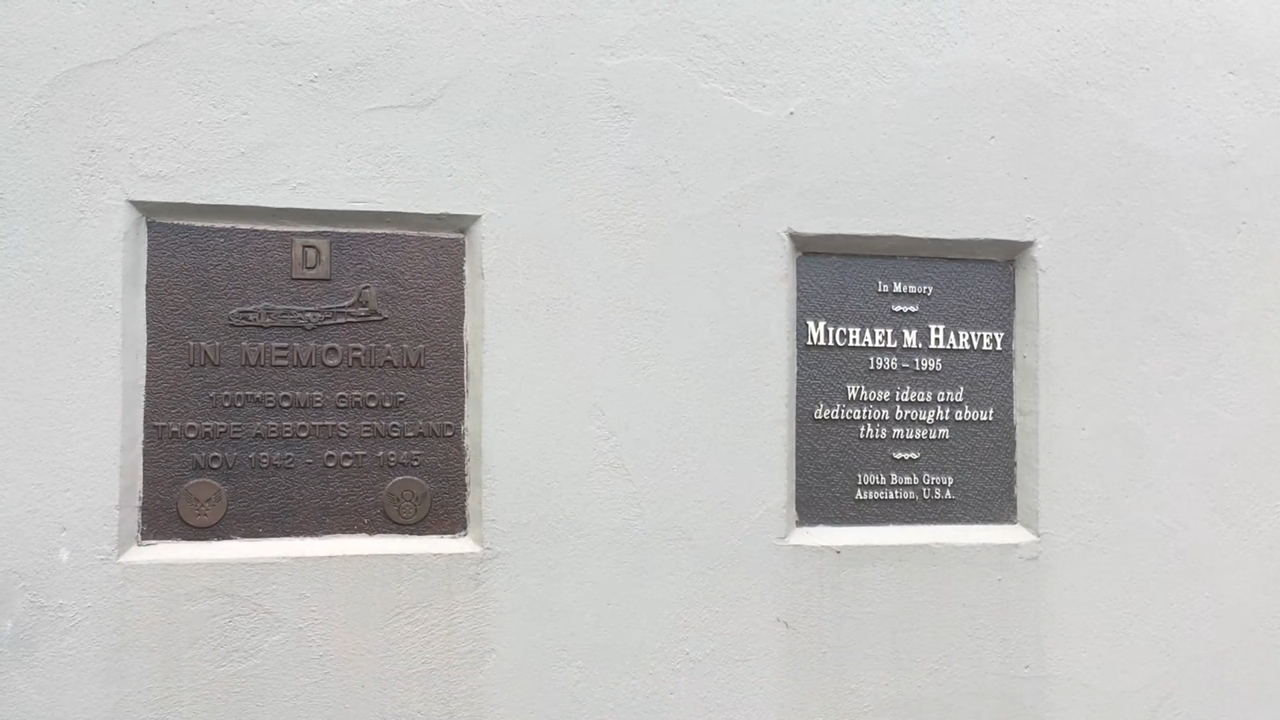 D
IN MEMORIAM
100TH BOMB GROUP
THORPE ABBOTTS ENGLAND
NOV 1942 - OCT 1945
8
In Memory
MICHAEL M. HARVEY
1936 – 1995
Whose ideas and
dedication brought about
this museum
100th Bomb Group
Association, U.S.A.